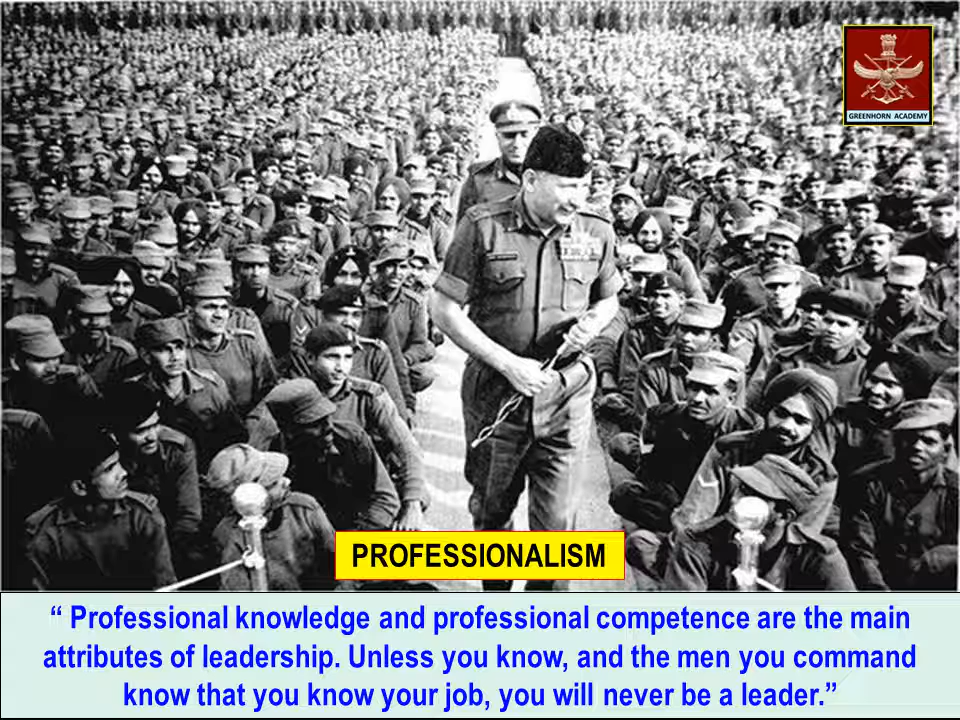 GREENHORN ACADEMY
PROFESSIONALISM
“ Professional knowledge and professional competence are the main
attributes of leadership. Unless you know, and the men you command
know that you know your job, you will never be a leader.”